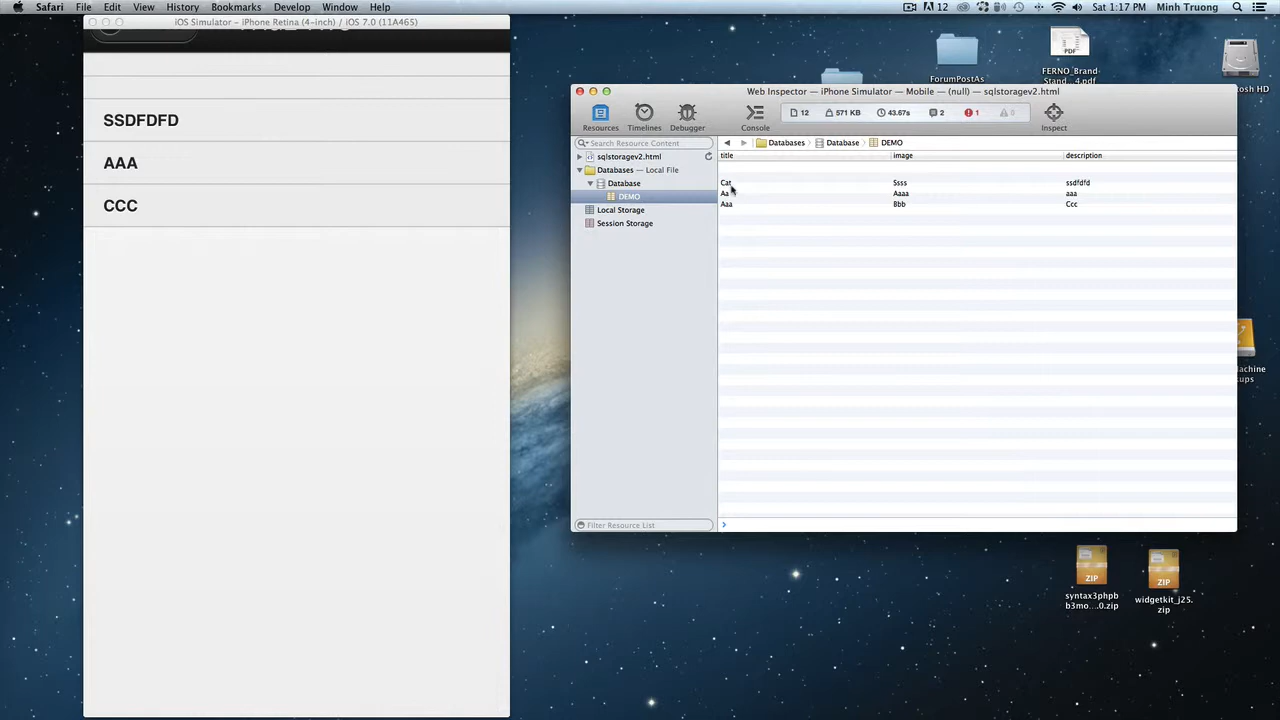 Safari File Edit View History Bookmarks Develop Window Help
12 Sat 1:17 PM Minh Truong
iOS Simulator – iPhone Retina (4-inch) / iOS 7.0 (11A465)
SSDFDFD
AAA
CCC
PDF
ForumPostAs
FERNO_Brand-
Stand....4.pdf
Web Inspector — iPhone Simulator — Mobile — (null) — sqlstoragev2.html
Resources Timelines Debugger Console 12 571 KB 43.67s 2 1 0 Inspect
Search Resource Content
Databases Database DEMO
sqlstoragev2.html
Databases — Local File
Database
DEMO
Local Storage
Session Storage
title image description
Cat Ssss ssdfdfd
Aa Aaaa aaa
Aaa Bbb Ccc
Filter Resource List
ZIP
syntax3phpb
b3mo...0.zip
ZIP
widgetkit_j25.
zip